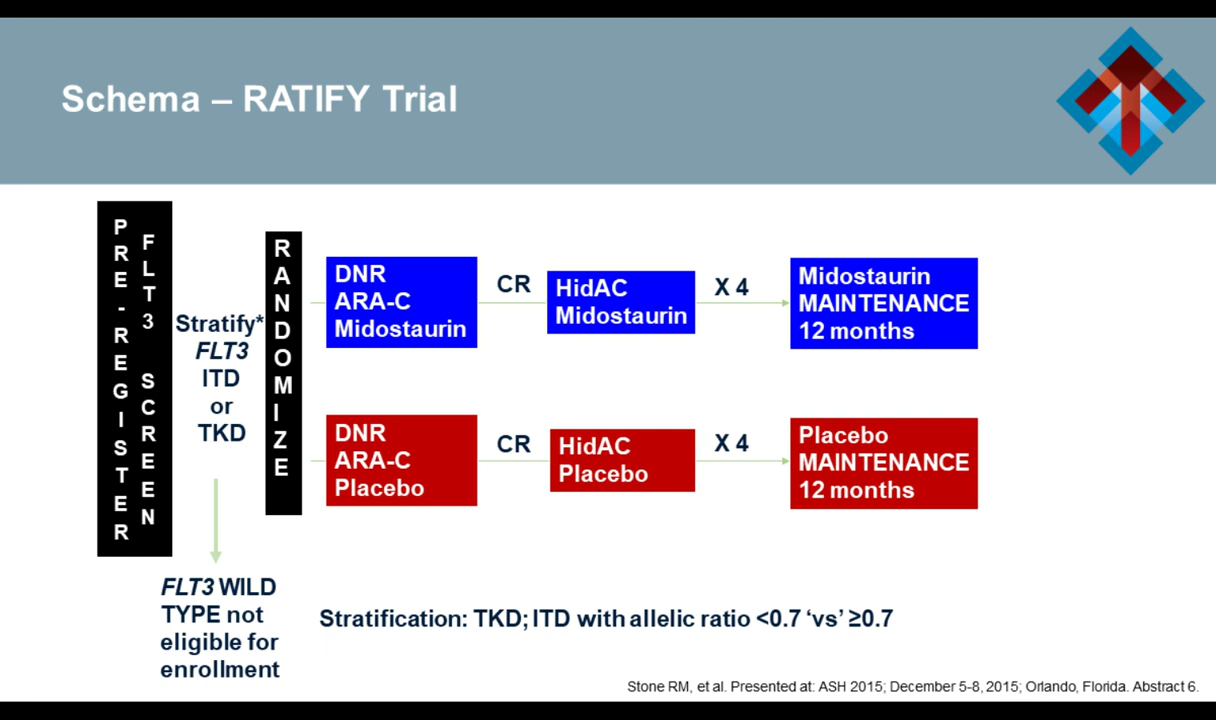 Schema – RATIFY Trial
PRE-REGISTER
FLT3 SCREEN
Stratify*
FLT3
ITD
or
TKD
RANDOMIZE
DNR
ARA-C
Midostaurin
CR
HidAC
Midostaurin
X 4
Midostaurin
MAINTENANCE
12 months
DNR
ARA-C
Placebo
CR
HidAC
Placebo
X 4
Placebo
MAINTENANCE
12 months
FLT3 WILD
TYPE not
eligible for
enrollment
Stratification: TKD; ITD with allelic ratio <0.7 ‘vs’ ≥0.7
Stone RM, et al. Presented at: ASH 2015; December 5-8, 2015; Orlando, Florida. Abstract 6.